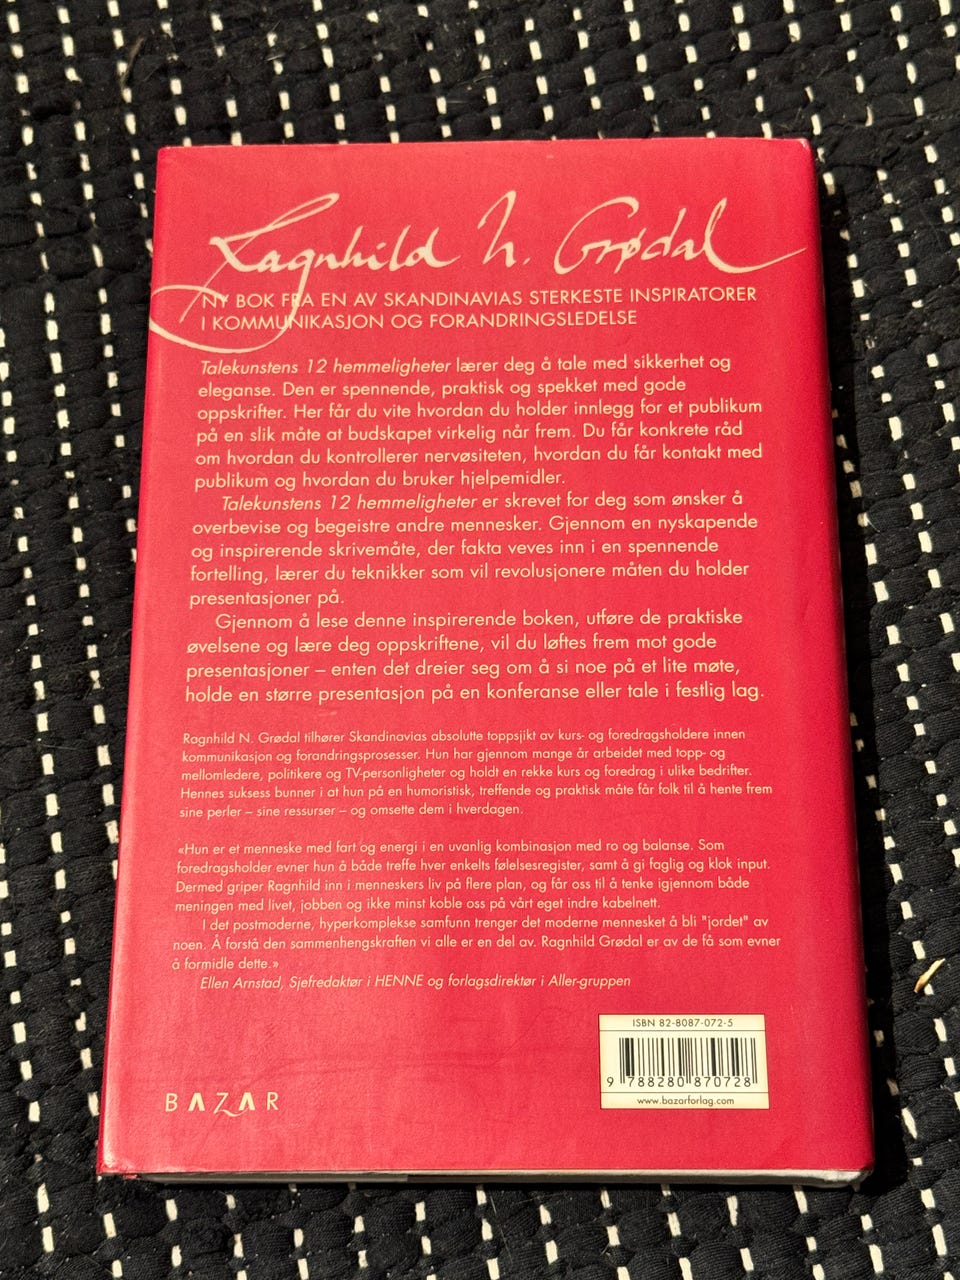 Ragnhild N. Grødal
NY BOK FRA EN AV SKANDINAVIAS STERKESTE INSPIRATORER
I KOMMUNIKASJON OG FORANDRINGSLEDELSE
Talekunstens 12 hemmeligheter lærer deg å tale med sikkerhet og
eleganse. Den er spennende, praktisk og spekket med gode
oppskrifter. Her får du vite hvordan du holder innlegg for et publikum
på en slik måte at budskapet virkelig når frem. Du får konkrete råd
om hvordan du kontrollerer nervøsiteten, hvordan du får kontakt med
publikum og hvordan du bruker hjelpemidler.
Talekunstens 12 hemmeligheter er skrevet for deg som ønsker å
overbevise og begeistre andre mennesker. Gjennom en nyskapende
og inspirerende skrivemåte, der fakta veves inn i en spennende
fortelling, lærer du teknikker som vil revolusjonere måten du holder
presentasjoner på.
Gjennom å lese denne inspirerende boken, utføre de praktiske
øvelsene og lære deg oppskriftene, vil du løftes frem mot gode
presentasjoner – enten det dreier seg om å si noe på et lite møte,
holde en større presentasjon på en konferanse eller tale i festlig lag.
Ragnhild N. Grødal tilhører Skandinavias absolutte toppsjikt av kurs- og foredragsholdere innen
kommunikasjon og forandringsprosesser. Hun har gjennom mange år arbeidet med topp- og
mellomledere, politikere og TV-personligheter og holdt en rekke kurs og foredrag i ulike bedrifter.
Hennes suksess bunner i at hun på en humoristisk, treffende og praktisk måte får folk til å hente frem
sine perler – sine ressurser – og omsette dem i hverdagen.
«Hun er et menneske med fart og energi i en uvanlig kombinasjon med ro og balanse. Som
foredragsholder evner hun å både treffe hver enkelts følelsesregister, samt å gi faglig og klok input.
Dermed griper Ragnhild inn i menneskers liv på flere plan, og får oss til å tenke igjennom både
meningen med livet, jobben og ikke minst koble oss på vårt eget indre kabelnett.
I det postmoderne, hyperkomplekse samfunn trenger det moderne mennesket å bli "jordet" av
noen. Å forstå den sammenhengskraften vi alle er en del av. Ragnhild Grødal er av de få som evner
å formidle dette.»
Ellen Arnstad, Sjefredaktør i HENNE og forlagsdirektør i Aller-gruppen
ISBN 82-8087-072-5
9 788280 870728
www.bazarforlag.com
BAZAR